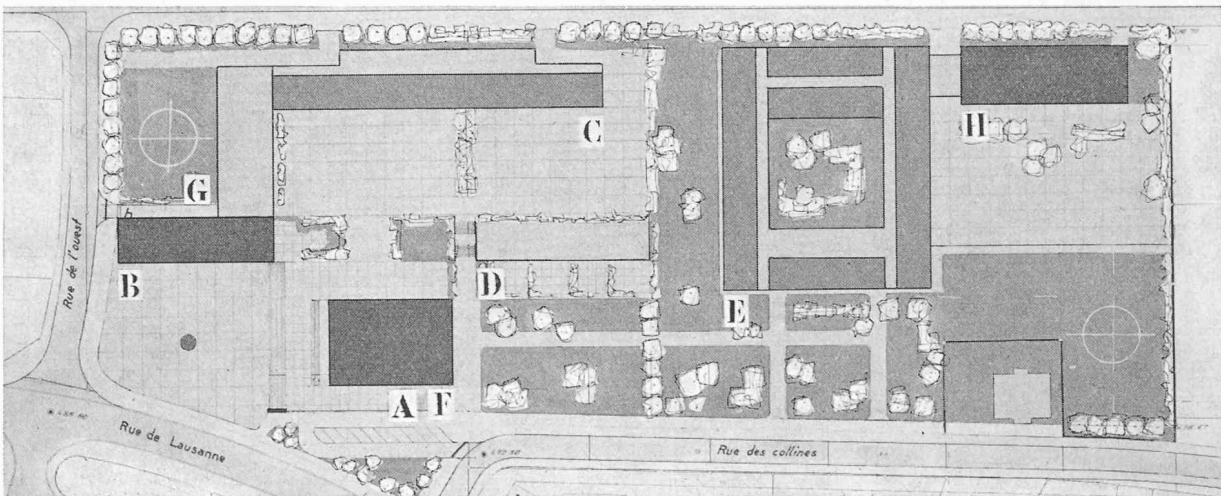 C
H
G
h
Rue de l'ouest
B
D
E
A F
Rue de Lausanne
Rue des collines